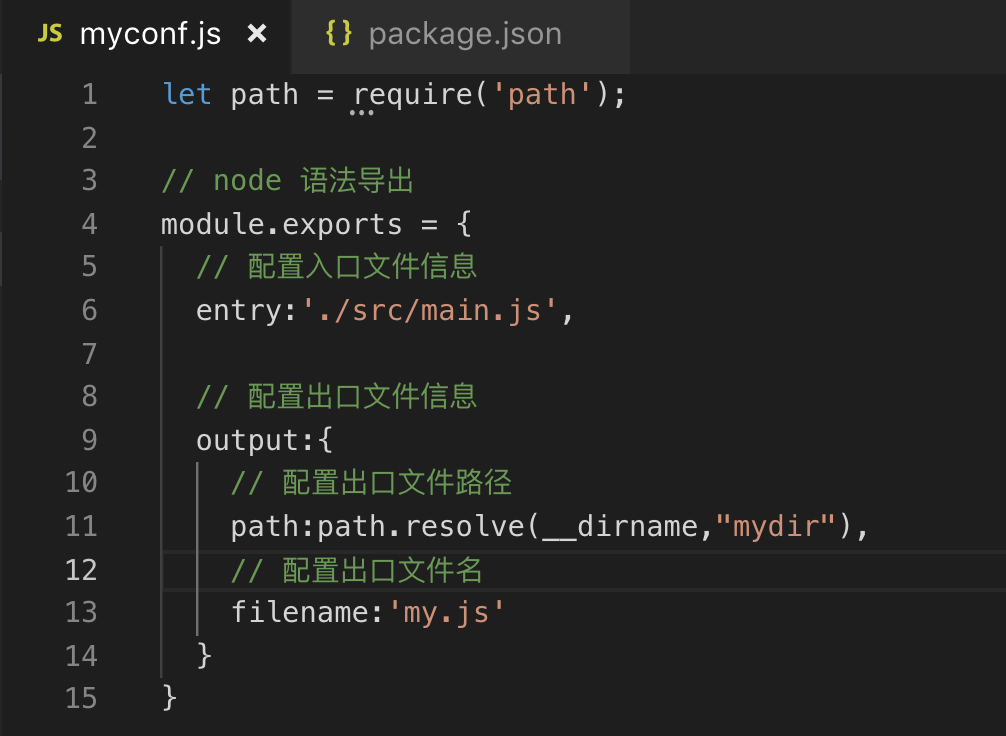 JS myconf.js ×
{} package.json
1 let path = require('path');
2
3 // node 语法导出
4 module.exports = {
5 // 配置入口文件信息
6 entry:'./src/main.js',
7
8 // 配置出口文件信息
9 output:{
10 // 配置出口文件路径
11 path:path.resolve(__dirname,"mydir"),
12 // 配置出口文件名
13 filename:'my.js'
14 }
15 }